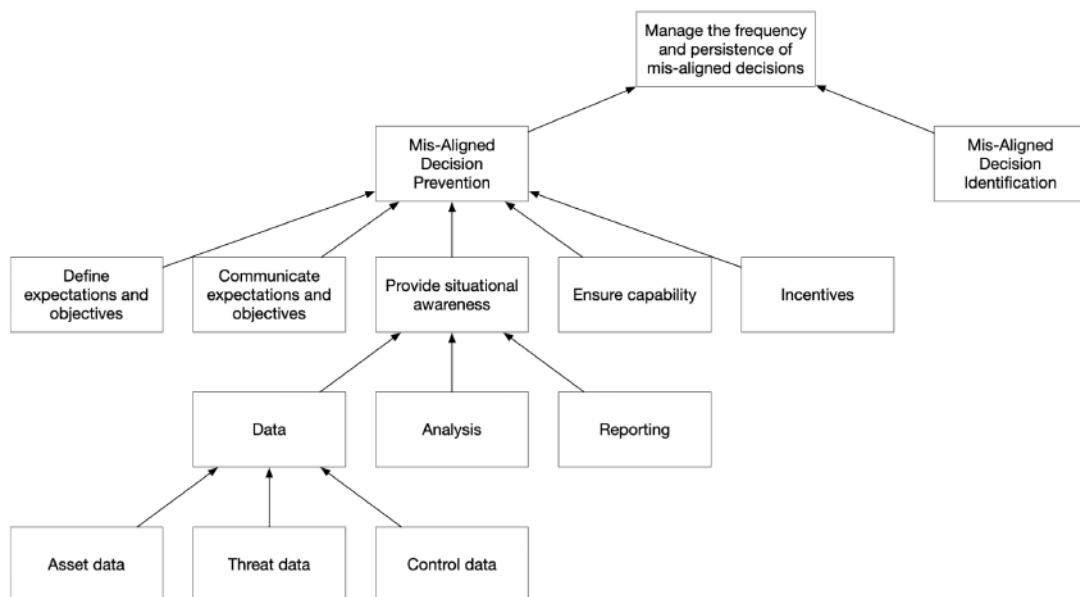 Manage the frequency
and persistence of
mis-aligned decisions
Mis-Aligned
Decision
Prevention
Mis-Aligned
Decision
Identification
Define
expectations and
objectives
Communicate
expectations and
objectives
Provide situational
awareness
Ensure capability
Incentives
Data
Analysis
Reporting
Asset data
Threat data
Control data